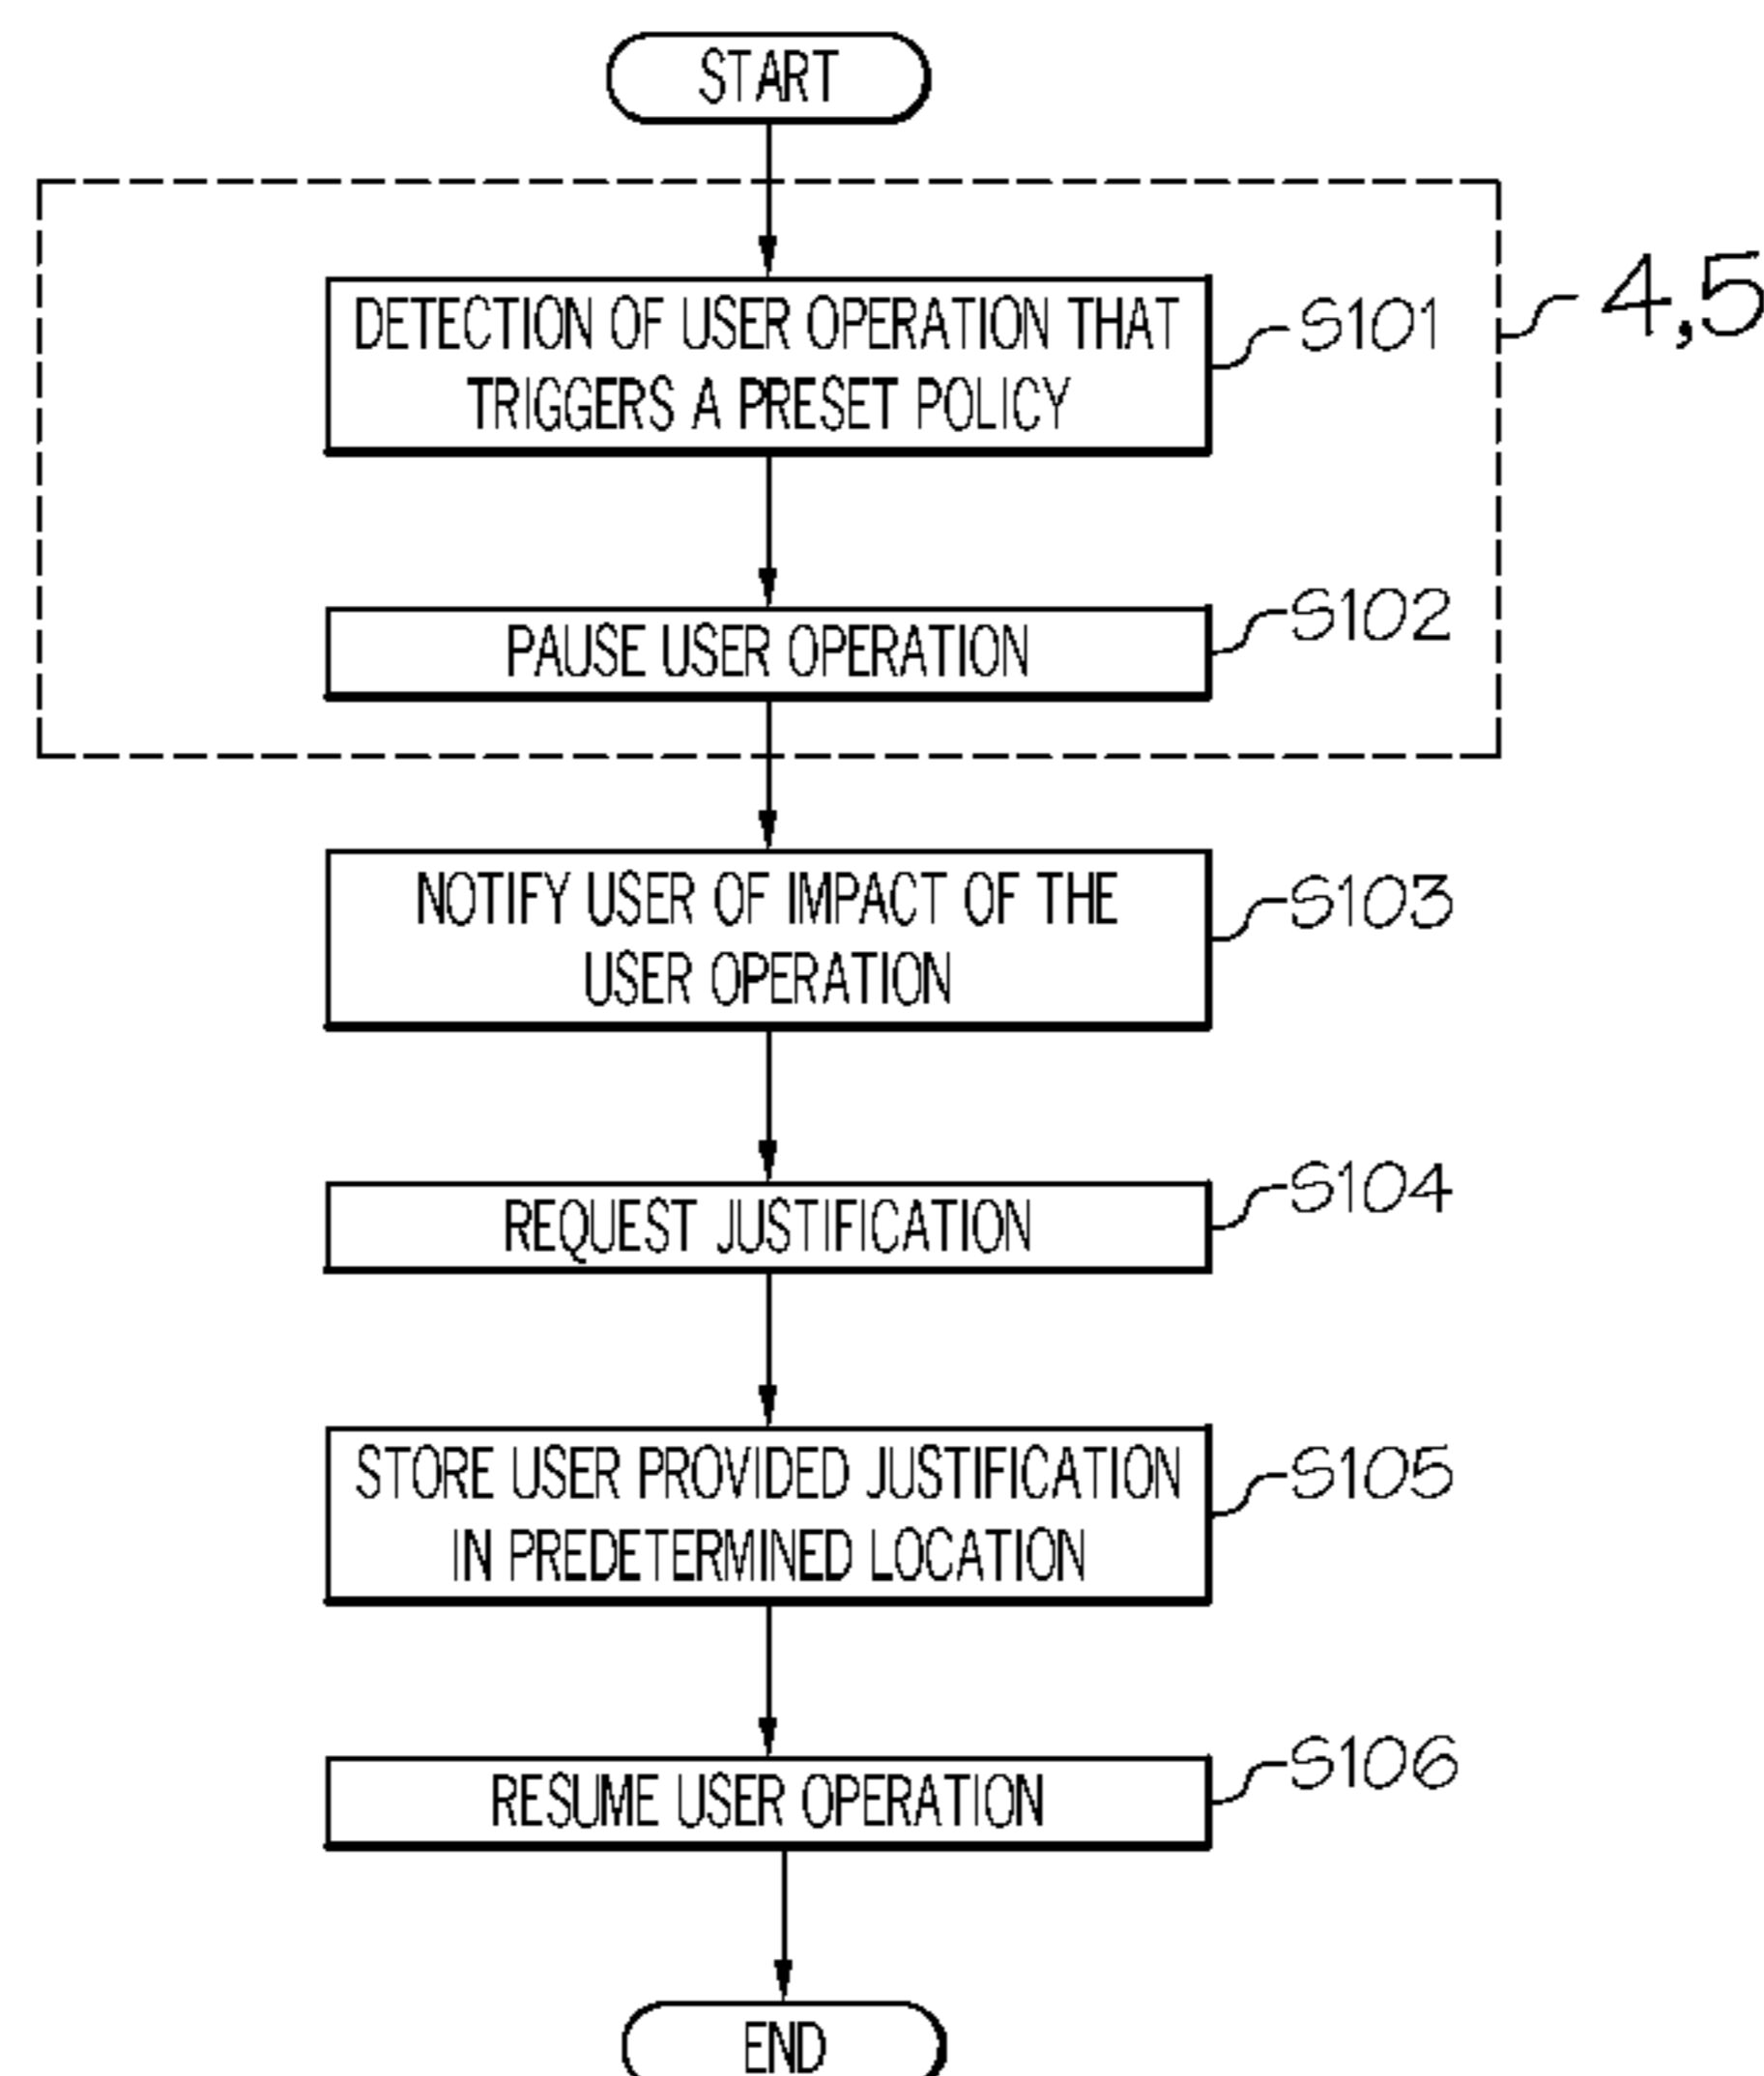 START
DETECTION OF USER OPERATION THAT
TRIGGERS A PRESET POLICY
S101
4,5
PAUSE USER OPERATION
S102
NOTIFY USER OF IMPACT OF THE
USER OPERATION
S103
REQUEST JUSTIFICATION
S104
STORE USER PROVIDED JUSTIFICATION
IN PREDETERMINED LOCATION
S105
RESUME USER OPERATION
S106
END